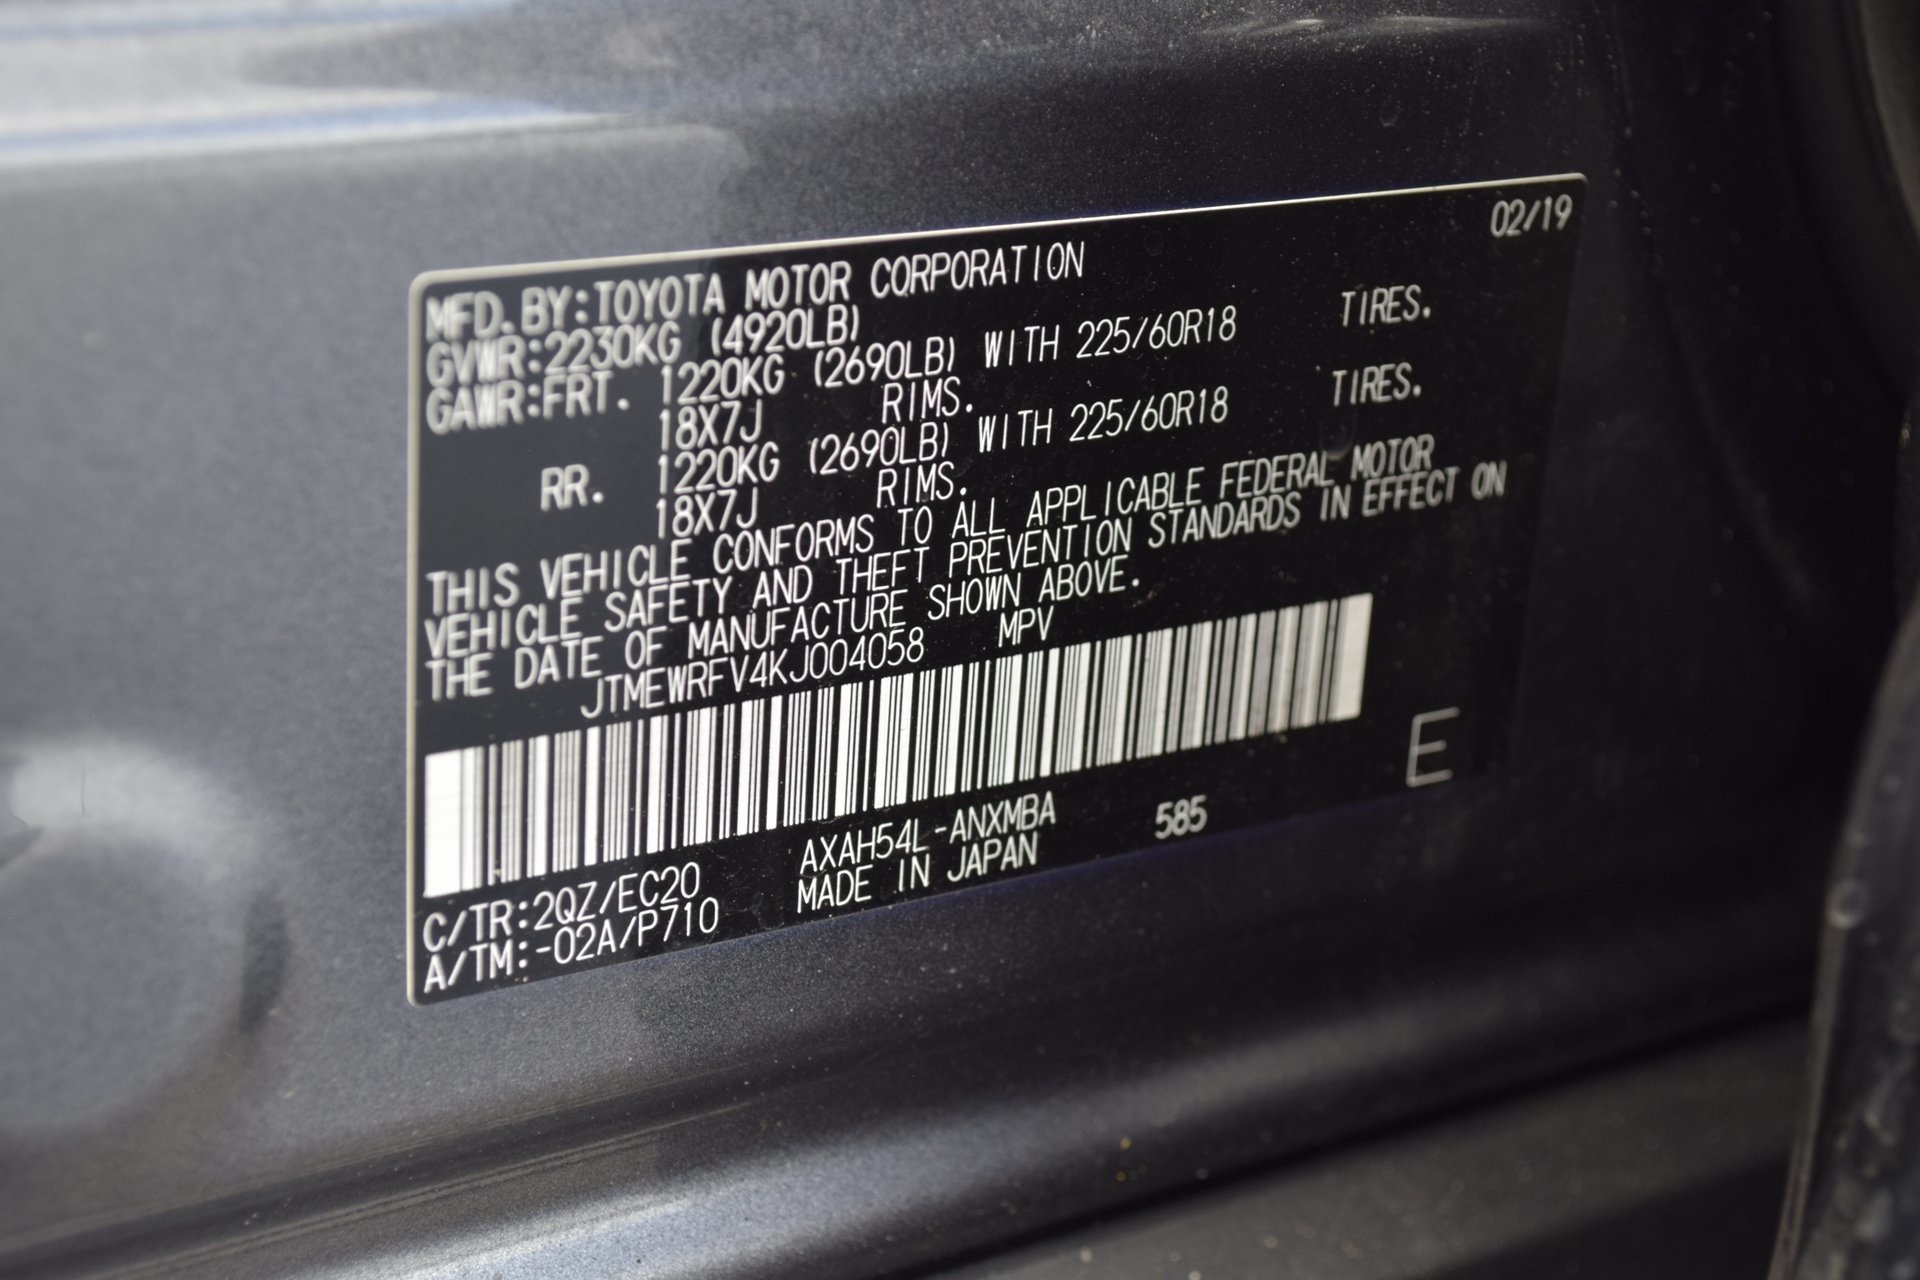 02/19
MFD.BY:TOYOTA MOTOR CORPORATION
GVWR:2230KG (4920LB)
GAWR:FRT. 1220KG (2690LB) WITH 225/60R18 TIRES.
18X7J RIMS.
RR. 1220KG (2690LB) WITH 225/60R18 TIRES.
18X7J RIMS.
THIS VEHICLE CONFORMS TO ALL APPLICABLE FEDERAL MOTOR
VEHICLE SAFETY AND THEFT PREVENTION STANDARDS IN EFFECT ON
THE DATE OF MANUFACTURE SHOWN ABOVE.
JTMEWRFV4KJ004058 MPV
E
C/TR:2QZ/EC20 AXAH54L-ANXMBA 585
A/TM:-02A/P710 MADE IN JAPAN